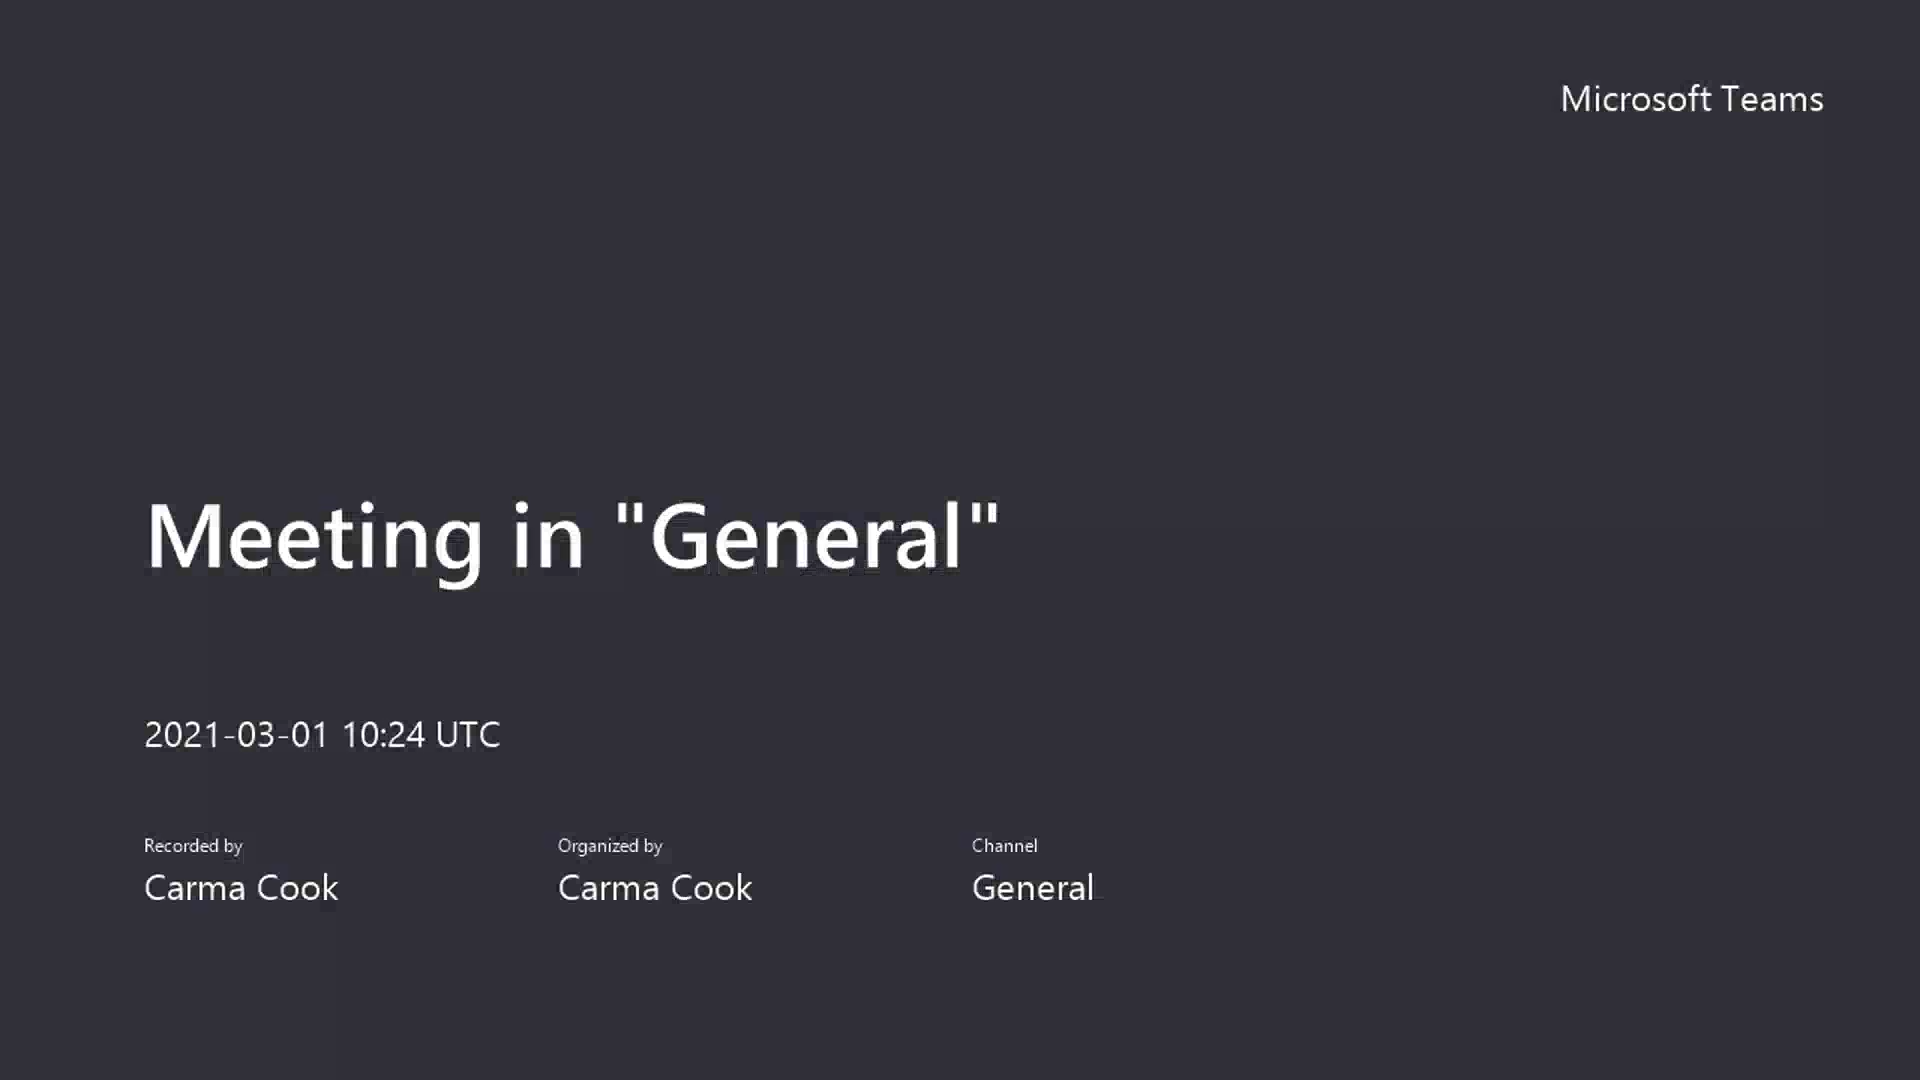 Microsoft Teams
Meeting in "General"
2021-03-01 10:24 UTC
Recorded by
Carma Cook
Organized by
Carma Cook
Channel
General